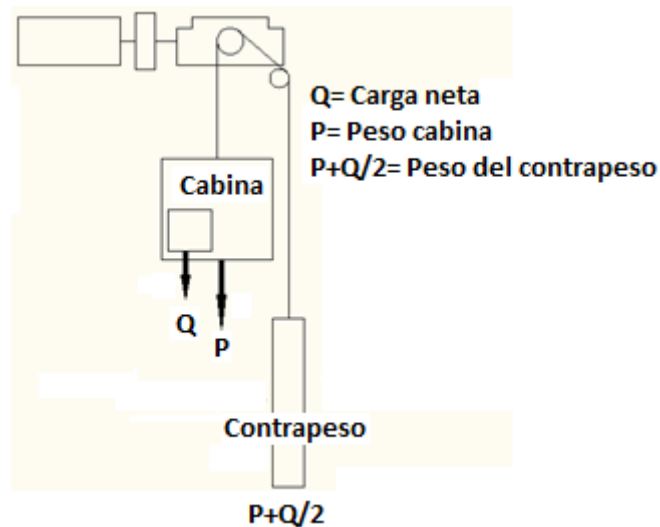 Q= Carga neta
P= Peso cabina
P+Q/2= Peso del contrapeso
Cabina
Q
P
Contrapeso
P+Q/2